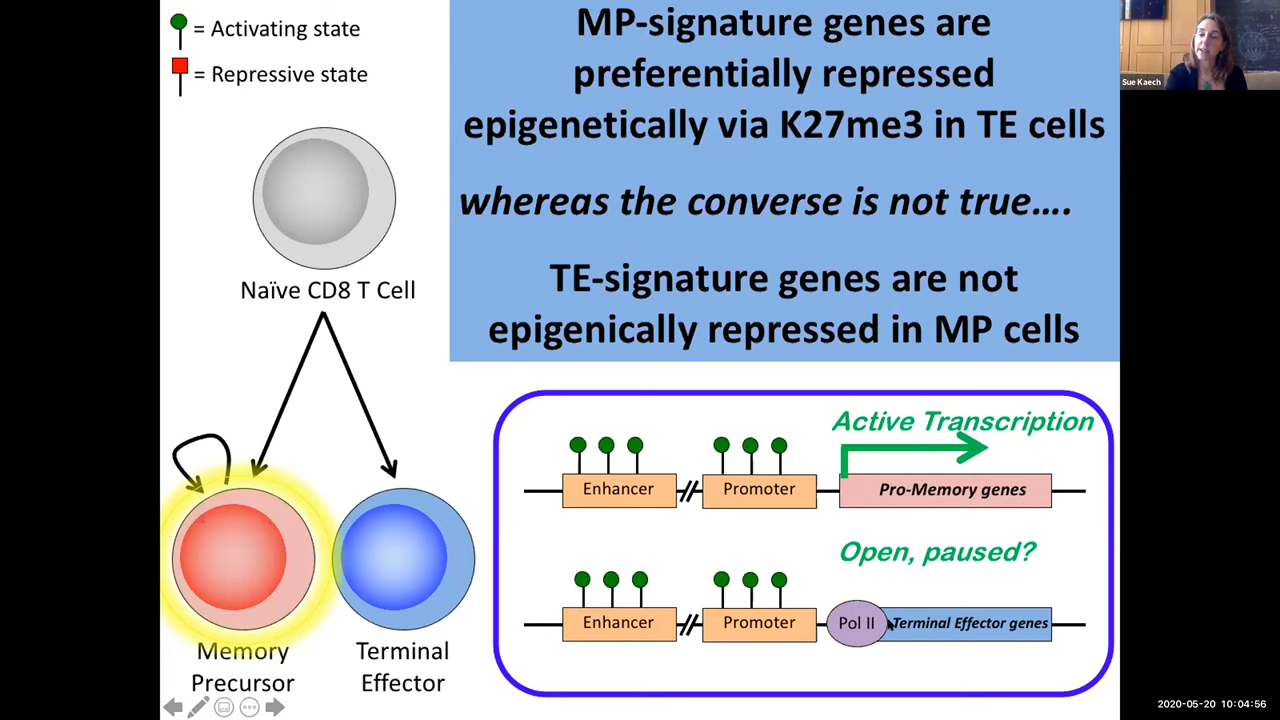 = Activating state
= Repressive state
MP-signature genes are
preferentially repressed
epigenetically via K27me3 in TE cells
whereas the converse is not true....
TE-signature genes are not
epigenically repressed in MP cells
Sue Kaech
Naïve CD8 T Cell
Memory
Precursor
Terminal
Effector
Active Transcription
Enhancer
Promoter
Pro-Memory genes
Open, paused?
Enhancer
Promoter
Pol II
Terminal Effector genes
2020-05-20 10:04:56